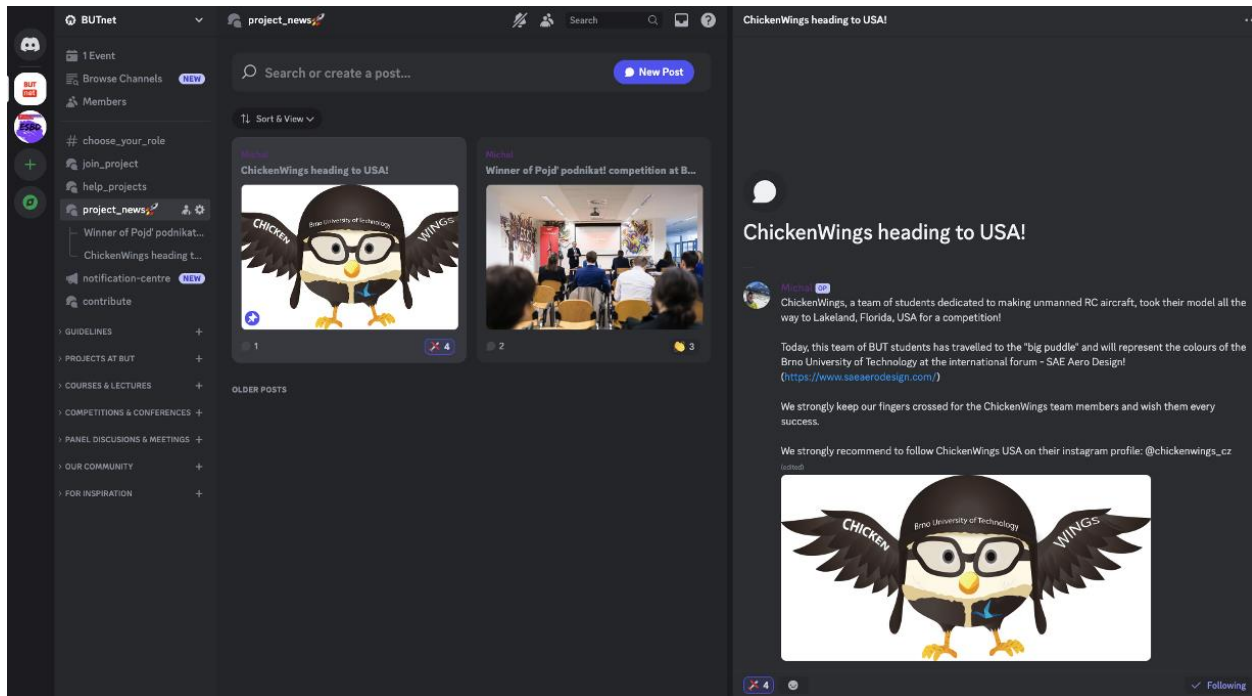 BUTnet
1 Event
Browse Channels NEW
Members
# choose_your_role
join_project
help_projects
project_news🚀
Winner of Pojď podnikat...
ChickenWings heading t...
notification-centre NEW
contribute
> GUIDELINES +
> PROJECTS AT BUT +
> COURSES & LECTURES +
> COMPETITIONS & CONFERENCES +
> PANEL DISCUSIONS & MEETINGS +
> OUR COMMUNITY +
> FOR INSPIRATION +
BUT
net
project_news🚀
Search
Search or create a post...
New Post
Sort & View
Michal
ChickenWings heading to USA!
CHICKEN
Brno University of Technology
WINGS
1
4
Michal
Winner of Pojď podnikat! competition at B...
2
3
OLDER POSTS
ChickenWings heading to USA!
ChickenWings heading to USA!
Michal OP
ChickenWings, a team of students dedicated to making unmanned RC aircraft, took their model all the
way to Lakeland, Florida, USA for a competition!
Today, this team of BUT students has travelled to the "big puddle" and will represent the colours of the
Brno University of Technology at the international forum - SAE Aero Design!
(https://www.saeaerodesign.com/)
We strongly keep our fingers crossed for the ChickenWings team members and wish them every
success.
We strongly recommend to follow ChickenWings USA on their instagram profile: @chickenwings_cz
(edited)
CHICKEN
Brno University of Technology
WINGS
4
Following